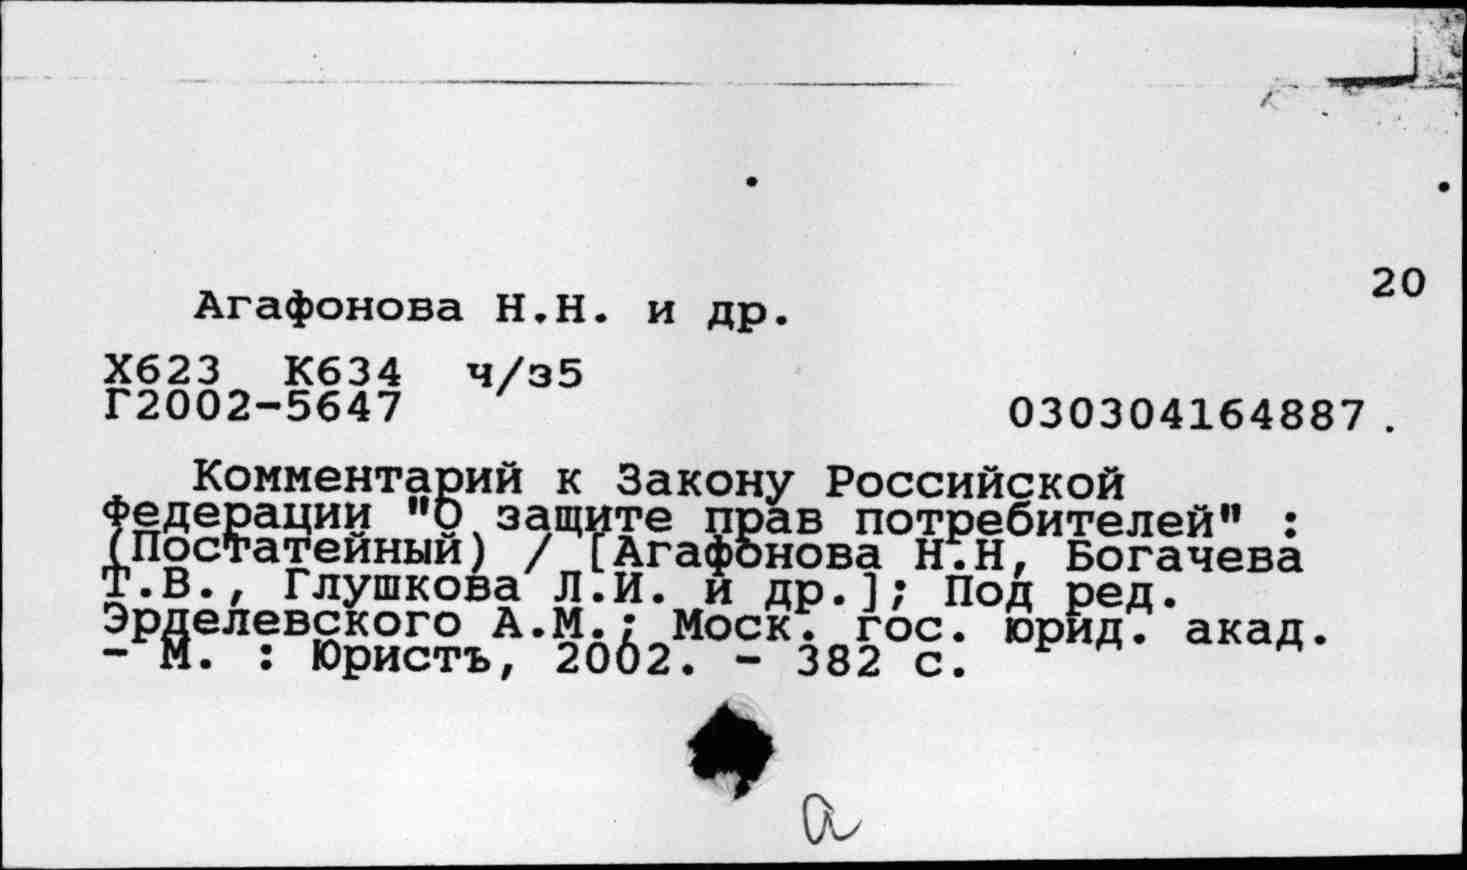 20
Агафонова Н.Н. и др.
Х623 К634 ч/з5
Г2002-5647 030304164887.
Комментарий к Закону Российской
Федерации "О защите прав потребителей" :
(Постатейный) / [Агафонова Н.Н, Богачева
Т.В., Глушкова Л.И. и др.]; Под ред.
Эрделевского А.М.; Моск. гос. юрид. акад.
- М. : Юристъ, 2002. - 382 с.